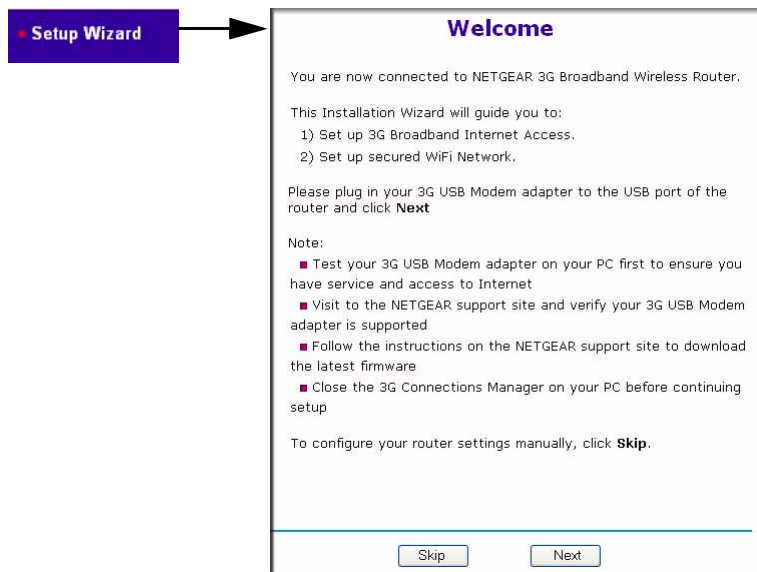 Setup Wizard
Welcome
You are now connected to NETGEAR 3G Broadband Wireless Router.
This Installation Wizard will guide you to:
1) Set up 3G Broadband Internet Access.
2) Set up secured WiFi Network.
Please plug in your 3G USB Modem adapter to the USB port of the
router and click Next
Note:
Test your 3G USB Modem adapter on your PC first to ensure you
have service and access to Internet
Visit to the NETGEAR support site and verify your 3G USB Modem
adapter is supported
Follow the instructions on the NETGEAR support site to download
the latest firmware
Close the 3G Connections Manager on your PC before continuing
setup
To configure your router settings manually, click Skip.
Skip Next